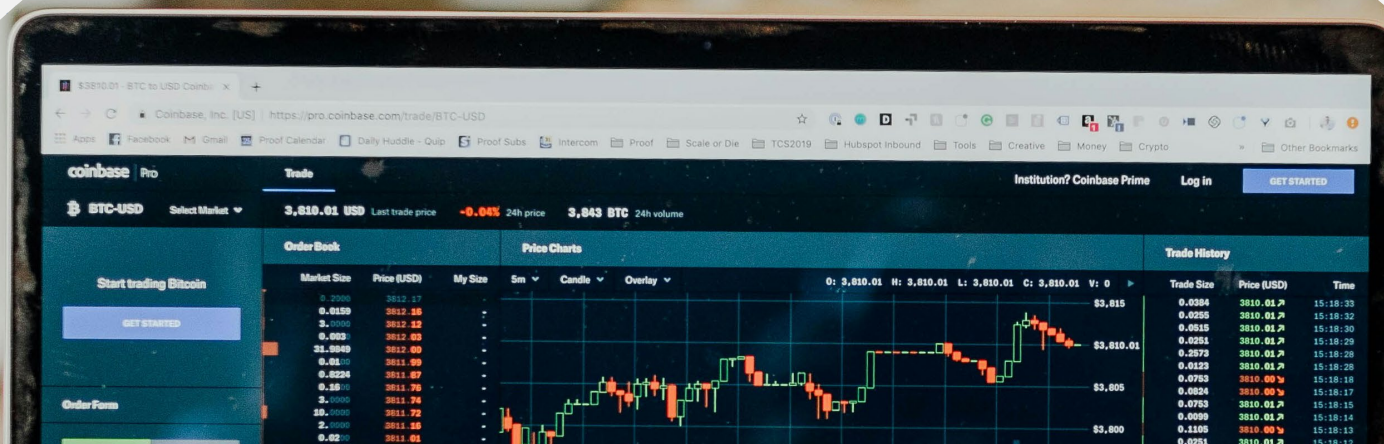 $3810.01 - BTC to USD Coinba
Coinbase, Inc. [US] https://pro.coinbase.com/trade/BTC-USD
Apps Facebook Gmail Proof Calendar Daily Huddle - Quip Proof Subs Intercom Proof Scale or Die TCS2019 Hubspot Inbound Tools Creative Money Crypto » Other Bookmarks
coinbase Pro Trade Institution? Coinbase Prime Log in GET STARTED
BTC-USD Select Market 3,810.01 USD Last trade price -0.04% 24h price 3,843 BTC 24h volume
Start trading Bitcoin
GET STARTED
Order Form
Order Book
Market Size Price (USD) My Size
0.2000 3812.17
0.0159 3812.16 -
3.0000 3812.12 -
0.003 3812.03 -
31.9849 3812.00 -
0.01 3811.99 -
0.8224 3811.87 -
0.1600 3811.76 -
3.0000 3811.74 -
10.0000 3811.72 -
2.0000 3811.16 -
0.02 3811.01 -
Price Charts
5m Candle Overlay O: 3,810.01 H: 3,810.01 L: 3,810.01 C: 3,810.01 V: 0
$3,815
$3,810.01
$3,805
$3,800
Trade History
Trade Size Price (USD) Time
0.0384 3810.01↗ 15:18:33
0.0255 3810.01↗ 15:18:32
0.0515 3810.01↗ 15:18:30
0.0251 3810.01↗ 15:18:29
0.2573 3810.01↗ 15:18:28
0.0123 3810.01↗ 15:18:28
0.0753 3810.00↘ 15:18:18
0.0824 3810.00↘ 15:18:17
0.0753 3810.01↗ 15:18:15
0.0099 3810.01↗ 15:18:14
0.1105 3810.00↘ 15:18:13
0.0251 3810.01↗